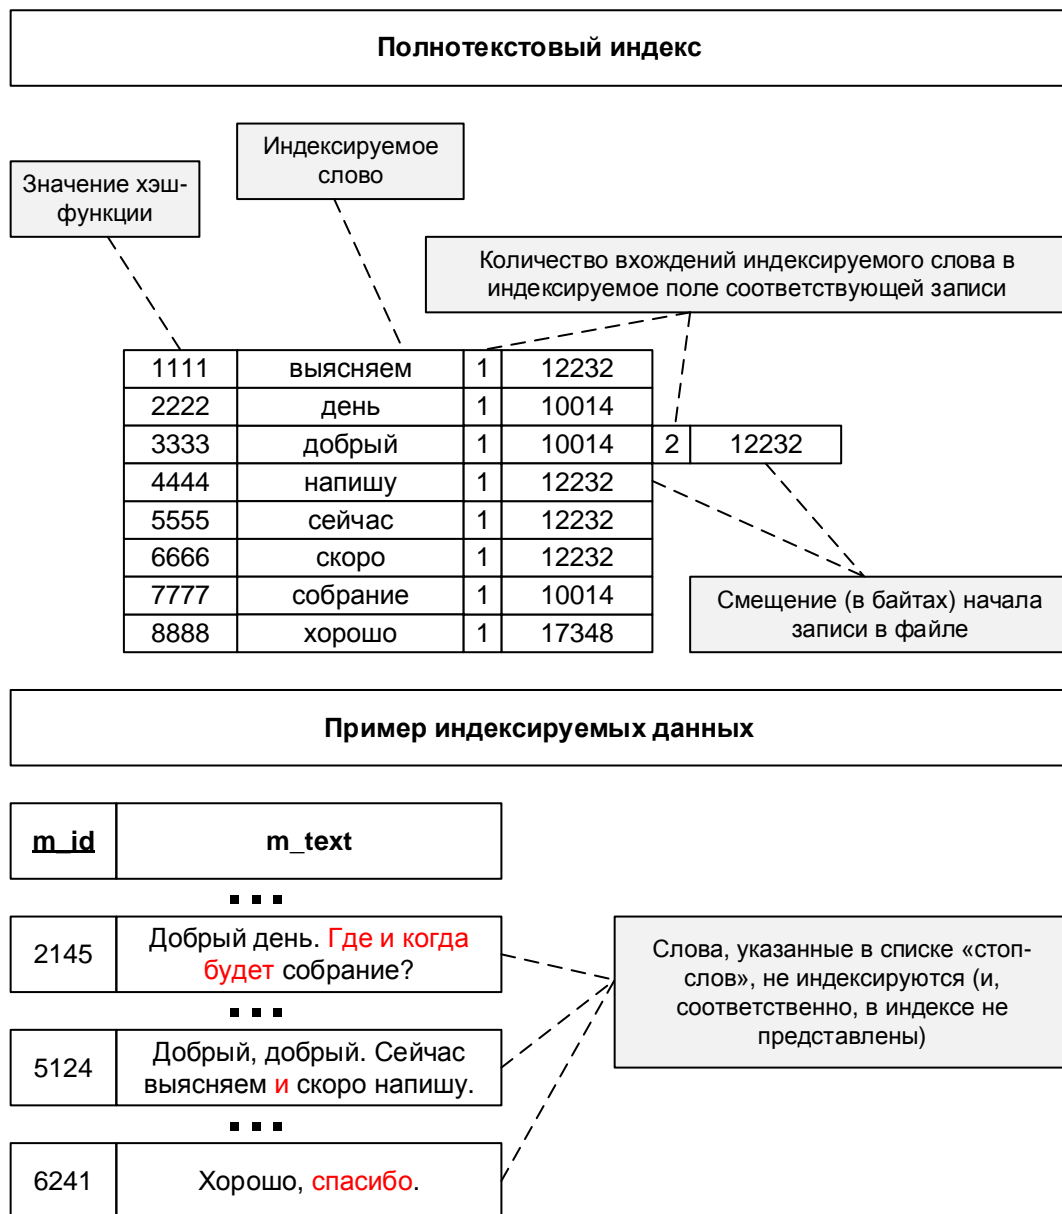 Полнотекстовый индекс
Индексируемое
слово
Значение хэш-
функции
Количество вхождений индексируемого слова в
индексируемое поле соответствующей записи
1111 выясняем 1 12232
2222 день 1 10014
3333 добрый 1 10014 2 12232
4444 напишу 1 12232
5555 сейчас 1 12232
6666 скоро 1 12232
7777 собрание 1 10014
8888 хорошо 1 17348
Смещение (в байтах) начала
записи в файле
Пример индексируемых данных
m_id m_text
...
2145 Добрый день. Где и когда
будет собрание?
...
5124 Добрый, добрый. Сейчас
выясняем и скоро напишу.
...
6241 Хорошо, спасибо.
Слова, указанные в списке «стоп-
слов», не индексируются (и,
соответственно, в индексе не
представлены)